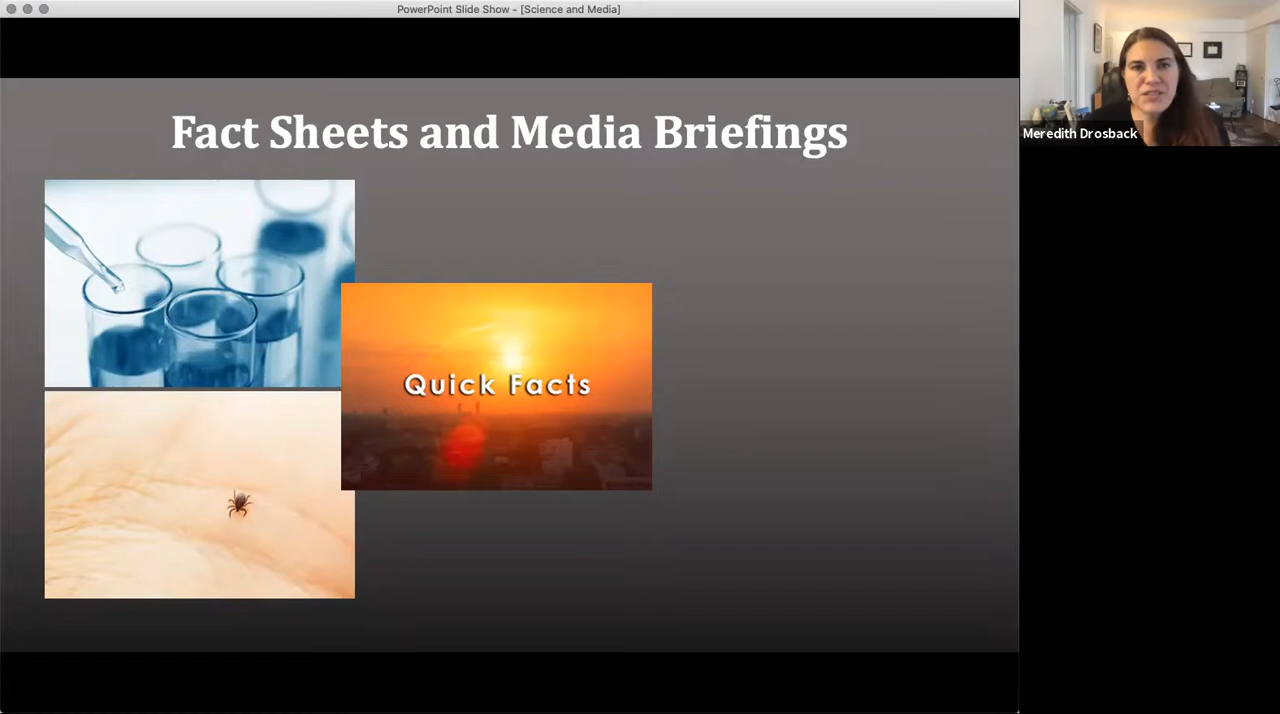 PowerPoint Slide Show - [Science and Media]
Fact Sheets and Media Briefings
Meredith Drosback
Quick Facts